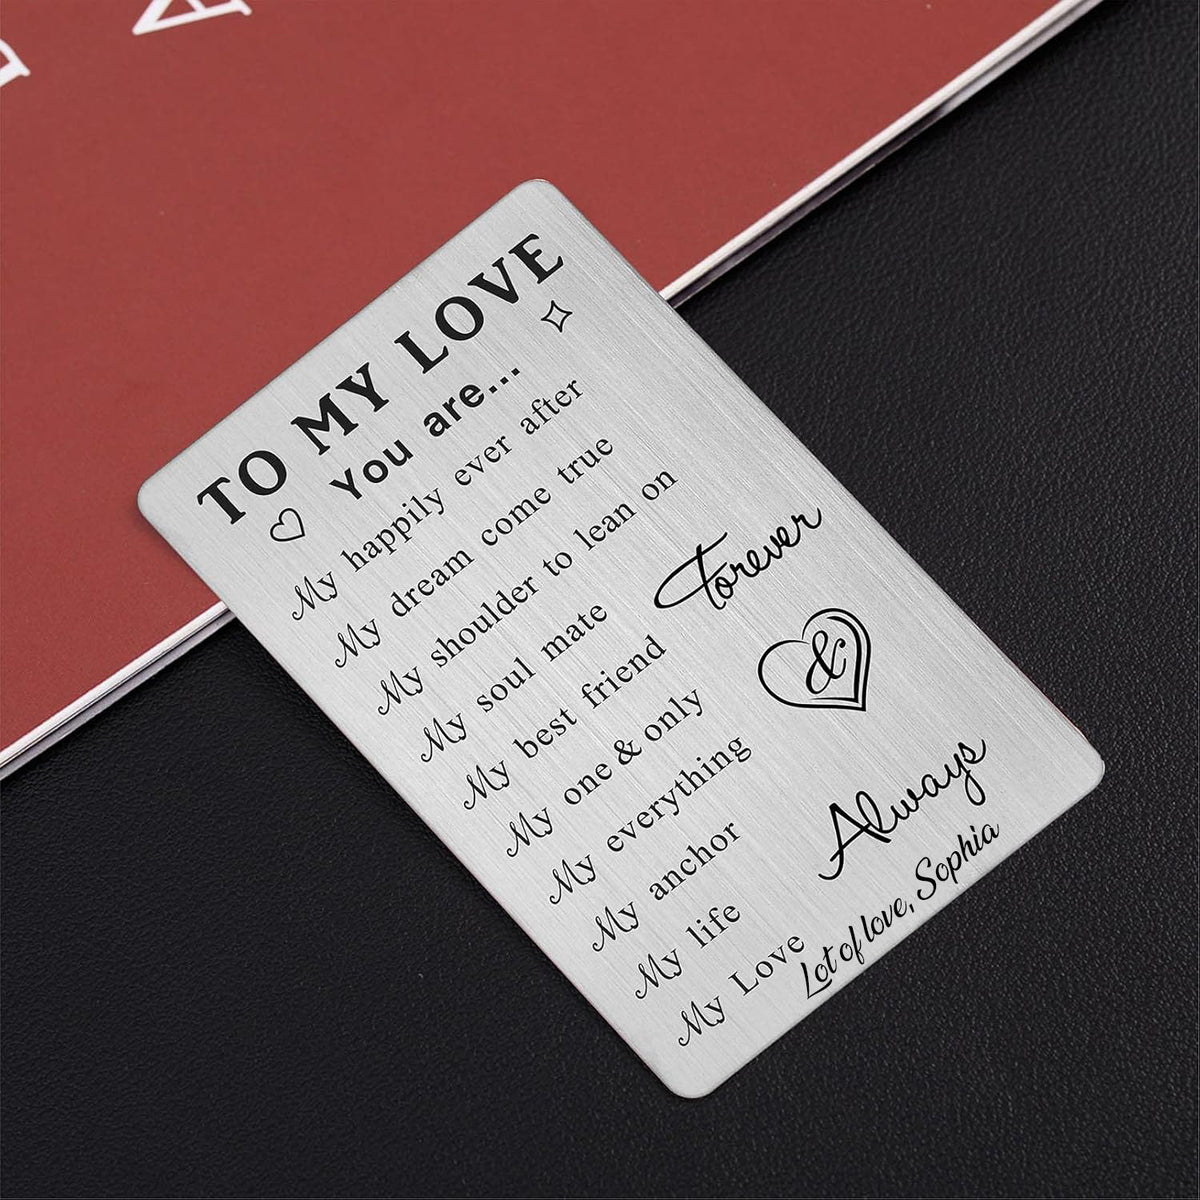 TO MY LOVE
You are...
My happily ever after
My dream come true
My shoulder to lean on
My soul mate
My best friend
My one & only
My everything
My anchor
My life
My Love
Forever
&
Always
Lot of love, Sophia